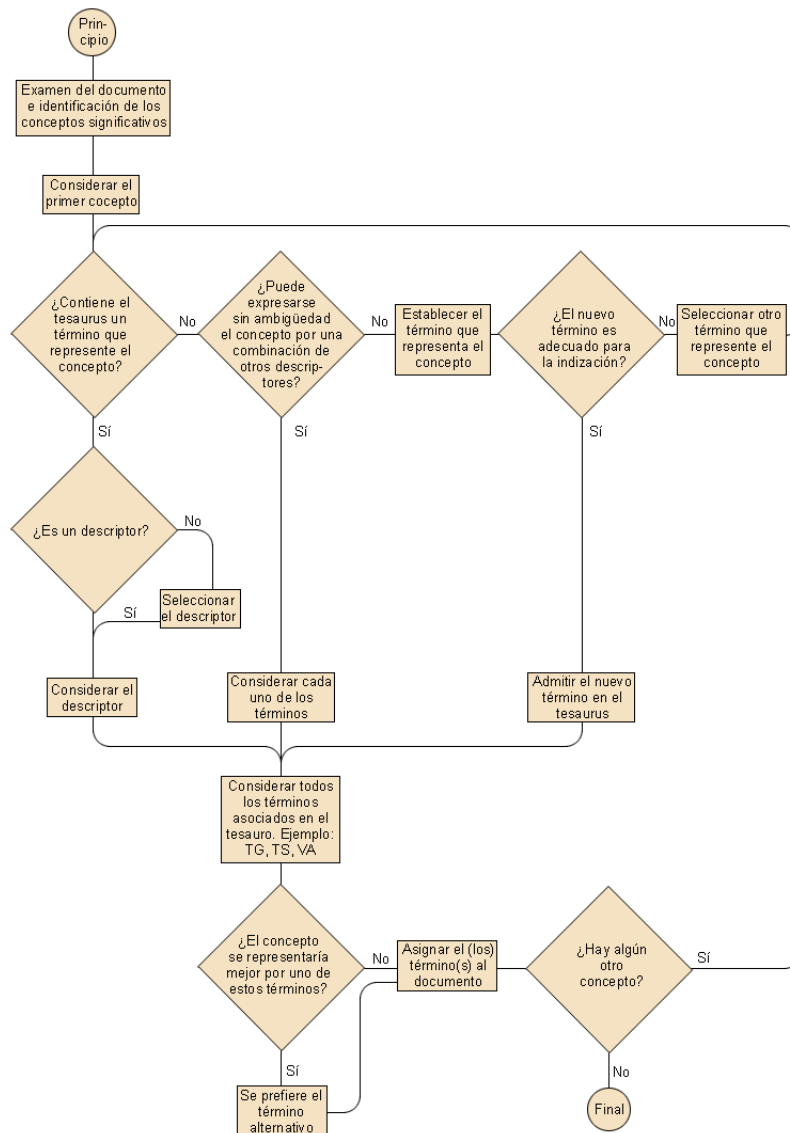 Prin-
cipio
Examen del documento
e identificación de los
conceptos significativos
Considerar el
primer cocepto
¿Contiene el
tesaurus un
término que
represente el
concepto?
No
¿Puede
expresarse
sin ambigüedad
el concepto por una
combinación de
otros descrip-
tores?
No
Establecer el
término que
representa el
concepto
¿El nuevo
término es
adecuado para
la indización?
No
Seleccionar otro
término que
represente el
concepto
Sí
Sí
Sí
¿Es un descriptor?
No
Seleccionar
el descriptor
Sí
Considerar el
descriptor
Considerar cada
uno de los
términos
Admitir el nuevo
término en el
tesaurus
Considerar todos
los términos
asociados en el
tesauro. Ejemplo:
TG, TS, VA
¿El concepto
se representaría
mejor por uno de
estos términos?
No
Asignar el (los)
término(s) al
documento
¿Hay algún
otro
concepto?
Sí
Sí
Se prefiere el
término
alternativo
No
Final